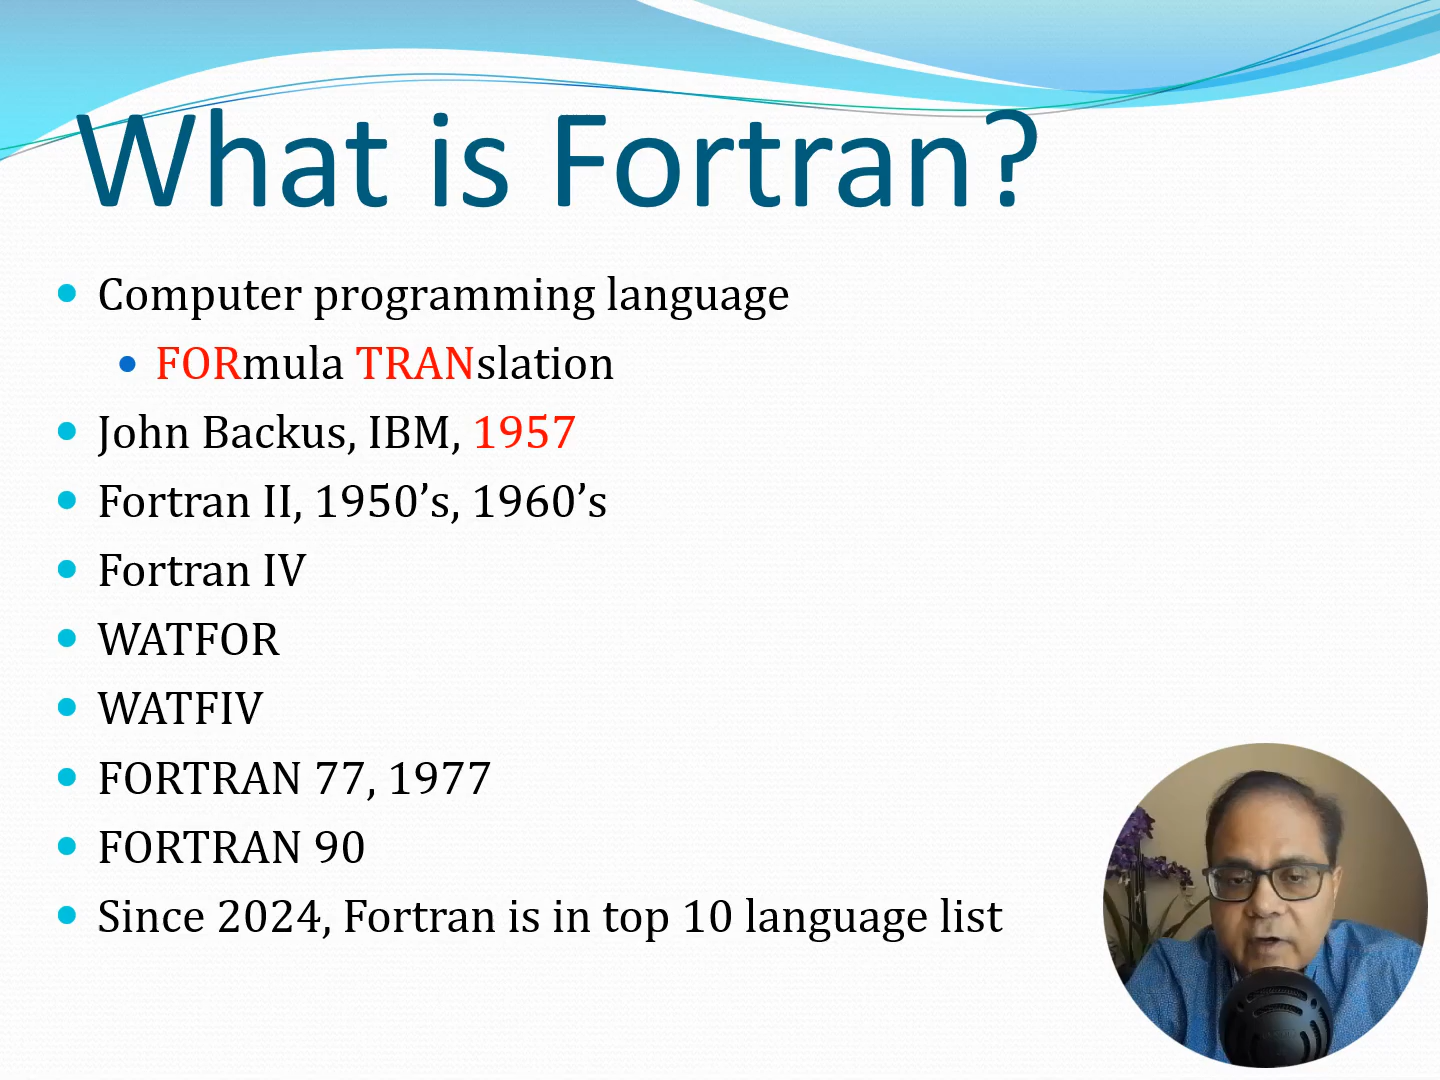 What is Fortran?
Computer programming language
FORmula TRANslation
John Backus, IBM, 1957
Fortran II, 1950’s, 1960’s
Fortran IV
WATFOR
WATFIV
FORTRAN 77, 1977
FORTRAN 90
Since 2024, Fortran is in top 10 language list